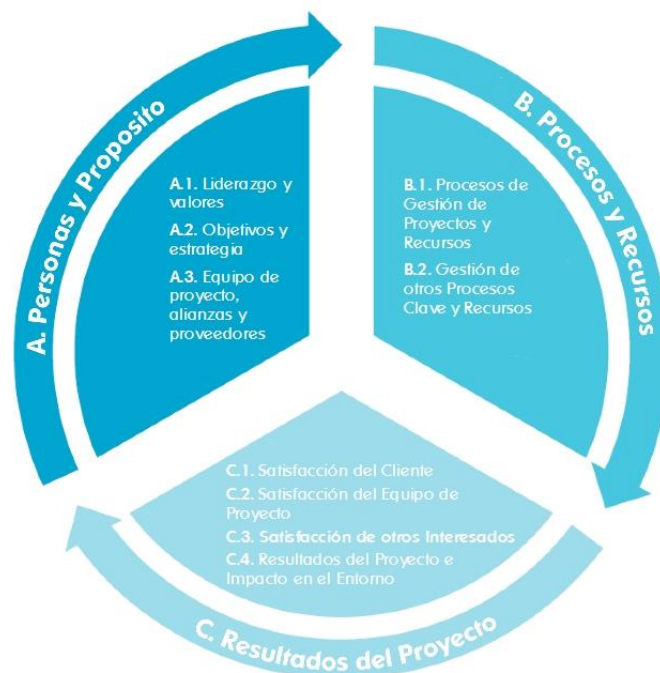 A. Personas y Proposito
A.1. Liderazgo y
valores
A.2. Objetivos y
estrategia
A.3. Equipo de
proyecto,
alianzas y
proveedores
B. Procesos y Recursos
B.1. Procesos de
Gestión de
Proyectos y
Recursos
B.2. Gestión de
otros Procesos
Clave y Recursos
C.1. Satisfacción del Cliente
C.2. Satisfacción del Equipo de
Proyecto
C.3. Satisfacción de otros Interesados
C.4. Resultados del Proyecto e
Impacto en el Entorno
C. Resultados del Proyecto